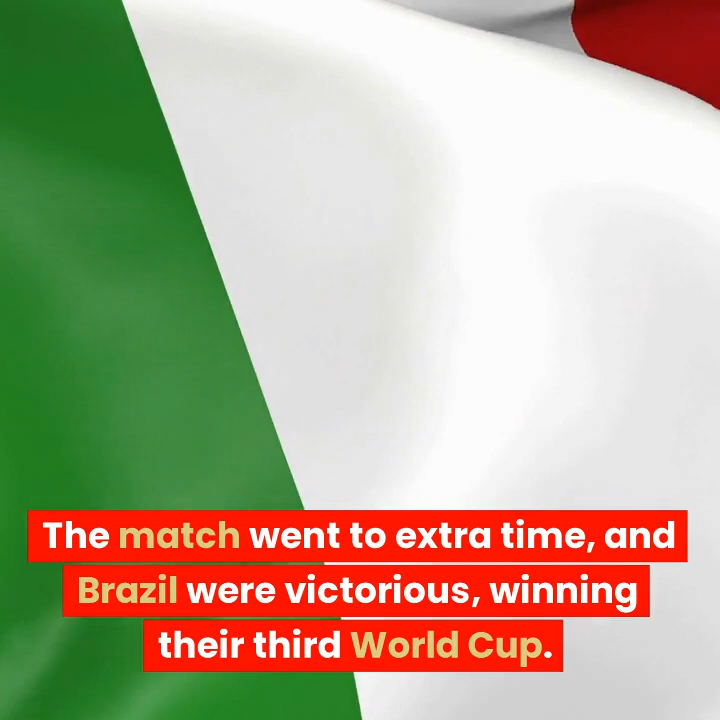 The match went to extra time, and
Brazil were victorious, winning
their third World Cup.